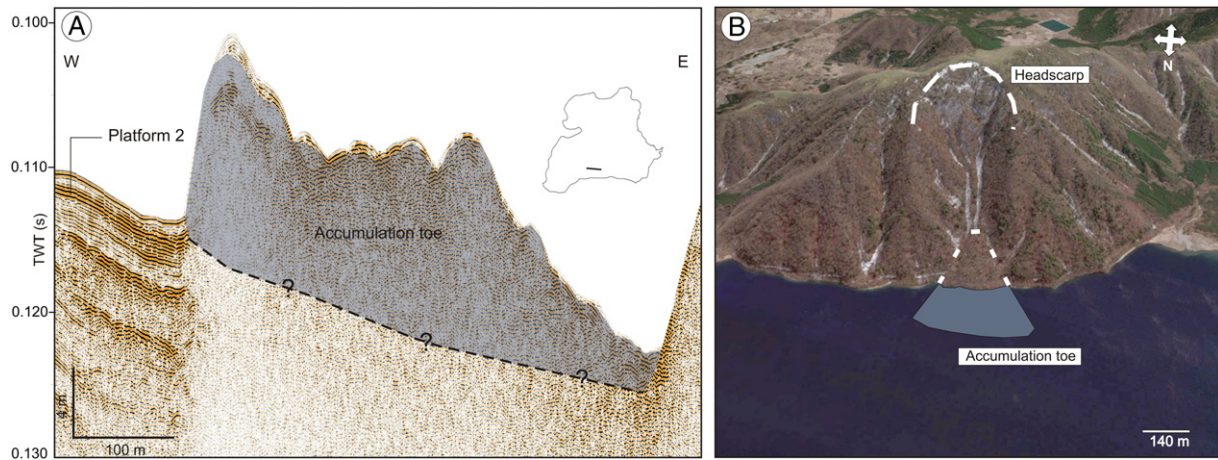 A
W
E
0.100
Platform 2
0.110
TWT (s)
Accumulation toe
0.120
?
?
?
4 m
100 m
0.130
B
N
Headscarp
Accumulation toe
140 m